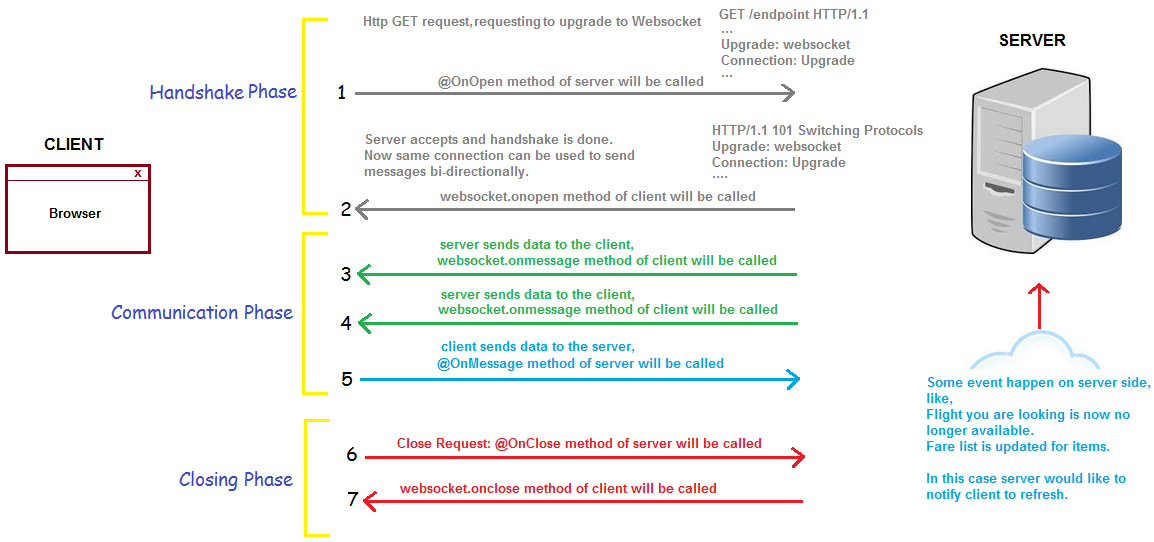 Http GET request,requesting to upgrade to Websocket
GET /endpoint HTTP/1.1
...
Upgrade: websocket
Connection: Upgrade
...
SERVER
Handshake Phase
1
@OnOpen method of server will be called
CLIENT
X
Browser
Server accepts and handshake is done.
Now same connection can be used to send
messages bi-directionally.
HTTP/1.1 101 Switching Protocols
Upgrade: websocket
Connection: Upgrade
....
websocket.onopen method of client will be called
2
server sends data to the client,
websocket.onmessage method of client will be called
3
Communication Phase
server sends data to the client,
websocket.onmessage method of client will be called
4
client sends data to the server,
@OnMessage method of server will be called
5
Some event happen on server side,
like,
Flight you are looking is now no
longer available.
Fare list is updated for items.
In this case server would like to
notify client to refresh.
Closing Phase
Close Request: @OnClose method of server will be called
6
websocket.onclose method of client will be called
7